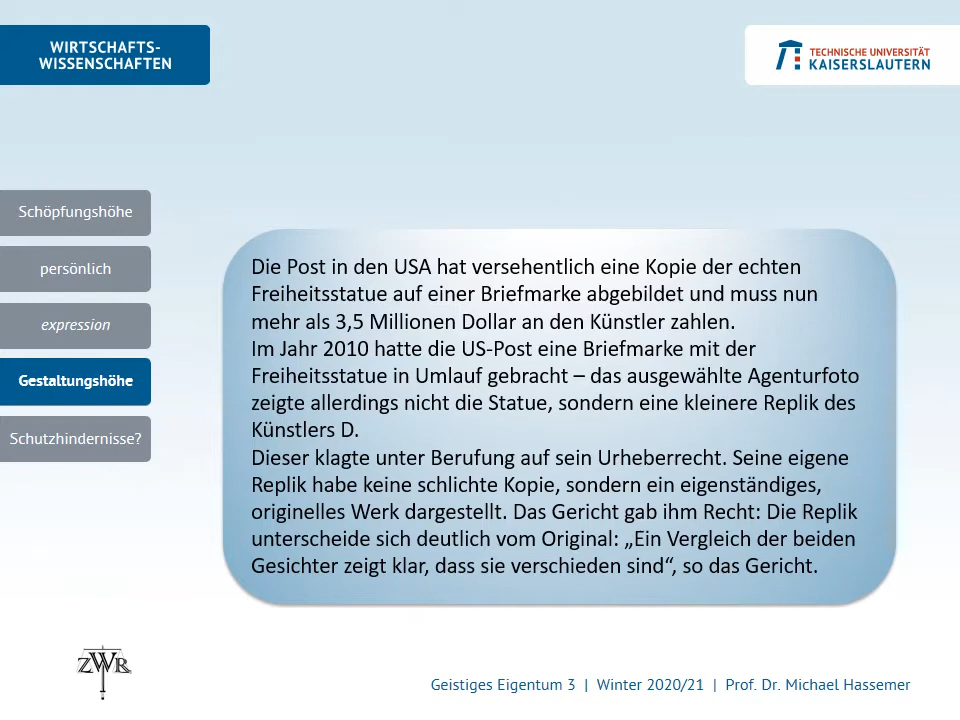 WIRTSCHAFTS-
WISSENSCHAFTEN
TECHNISCHE UNIVERSITÄT
KAISERSLAUTERN
Schöpfungshöhe
persönlich
expression
Gestaltungshöhe
Schutzhindernisse?
Die Post in den USA hat versehentlich eine Kopie der echten
Freiheitsstatue auf einer Briefmarke abgebildet und muss nun
mehr als 3,5 Millionen Dollar an den Künstler zahlen.
Im Jahr 2010 hatte die US-Post eine Briefmarke mit der
Freiheitsstatue in Umlauf gebracht – das ausgewählte Agenturfoto
zeigte allerdings nicht die Statue, sondern eine kleinere Replik des
Künstlers D.
Dieser klagte unter Berufung auf sein Urheberrecht. Seine eigene
Replik habe keine schlichte Kopie, sondern ein eigenständiges,
originelles Werk dargestellt. Das Gericht gab ihm Recht: Die Replik
unterscheide sich deutlich vom Original: „Ein Vergleich der beiden
Gesichter zeigt klar, dass sie verschieden sind“, so das Gericht.
ZWR
Geistiges Eigentum 3 | Winter 2020/21 | Prof. Dr. Michael Hassemer